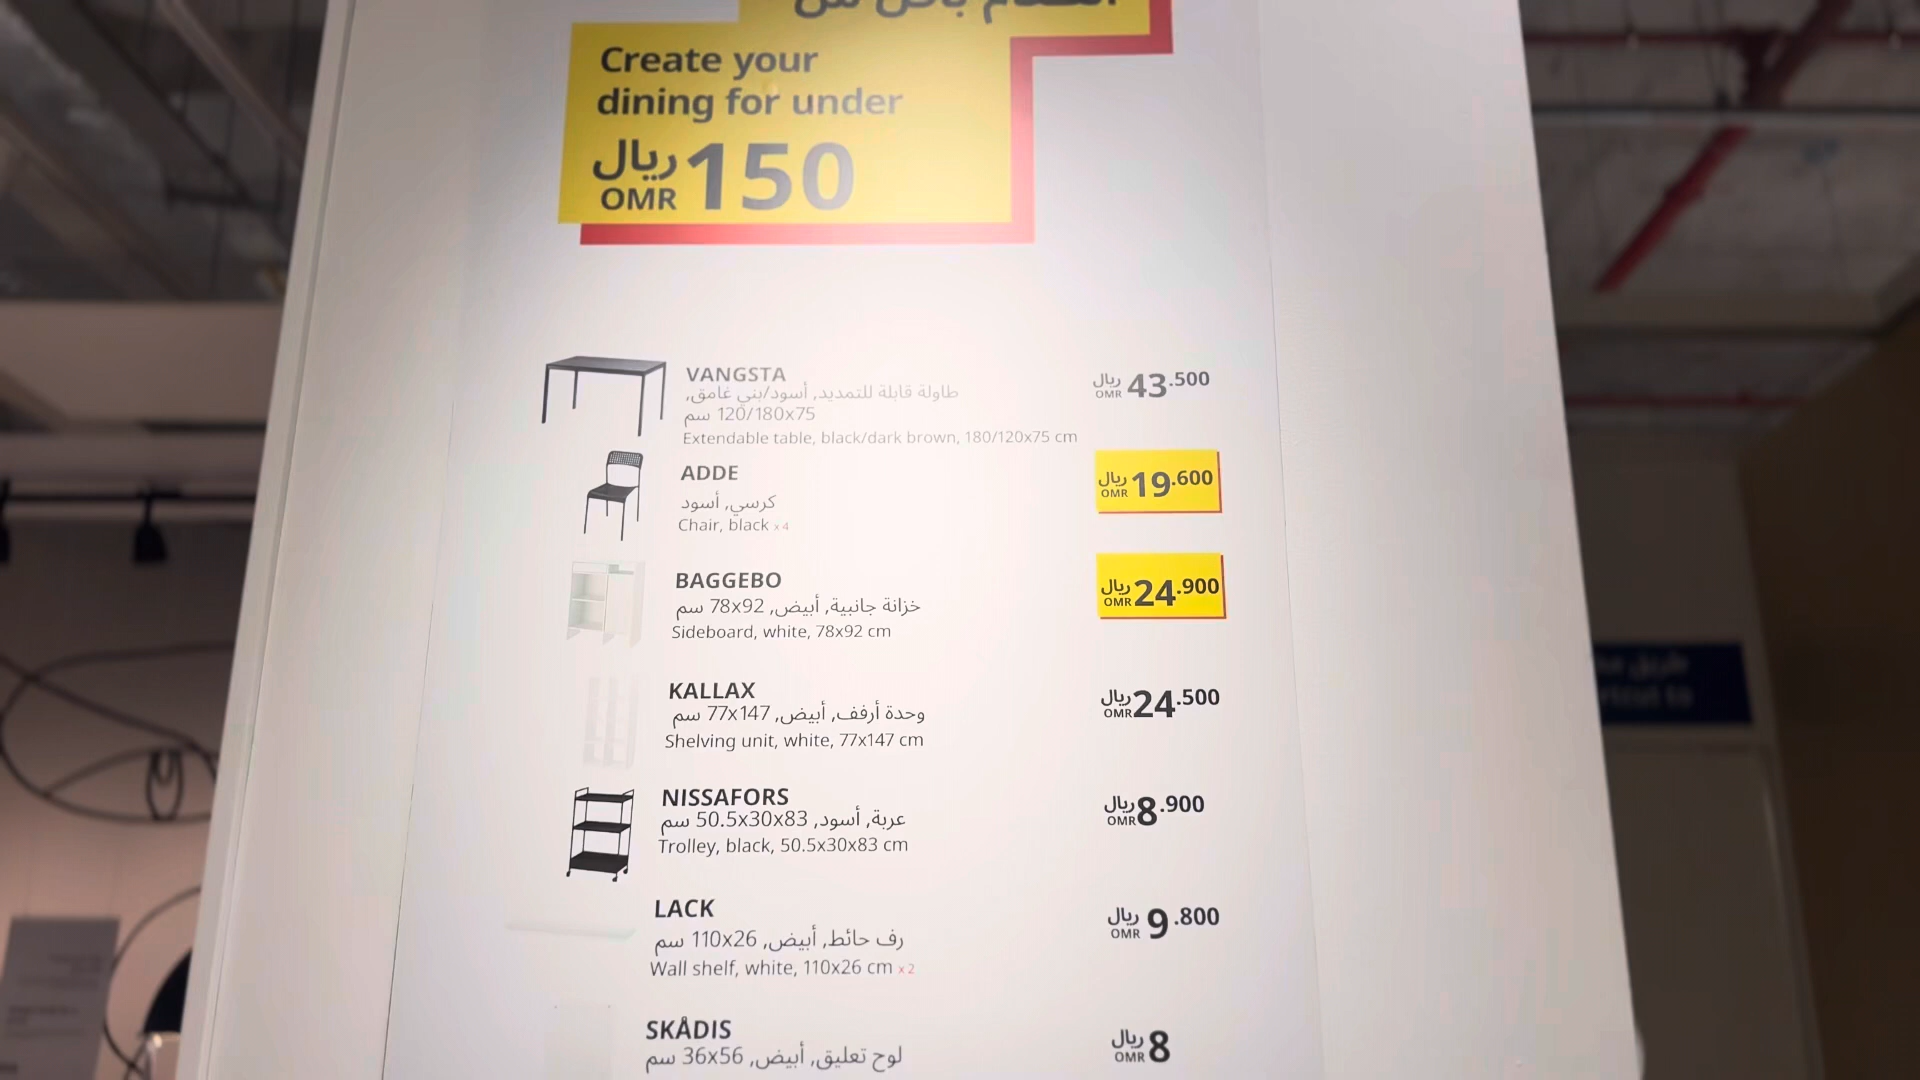 Create your
dining for under
ريال
OMR 150
VANGSTA
طاولة قابلة للتمديد, أسود/بني غامق,
120/180x75 سم
Extendable table, black/dark brown, 180/120x75 cm
ريال
OMR 43.500
ADDE
كرسي, أسود
Chair, black x 4
ريال
OMR 19.600
BAGGEBO
خزانة جانبية, أبيض, 78x92 سم
Sideboard, white, 78x92 cm
ريال
OMR 24.900
KALLAX
وحدة أرفف, أبيض, 77x147 سم
Shelving unit, white, 77x147 cm
ريال
OMR 24.500
NISSAFORS
عربة, أسود, 50.5x30x83 سم
Trolley, black, 50.5x30x83 cm
ريال
OMR 8.900
LACK
رف حائط, أبيض, 110x26 سم
Wall shelf, white, 110x26 cm x 2
ريال
OMR 9.800
SKÅDIS
لوح تعليق, أبيض, 36x56 سم
ريال
OMR 8